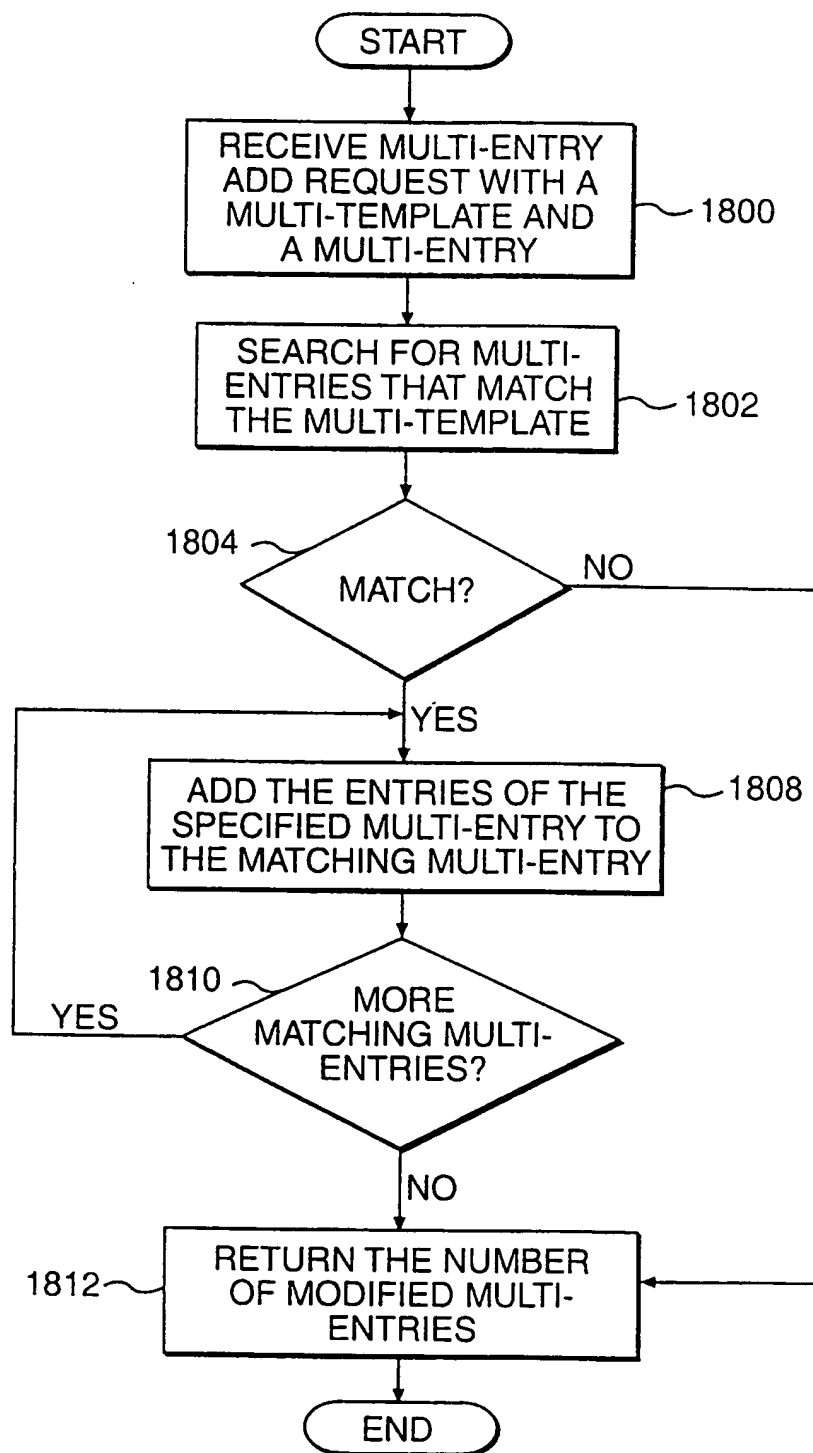 START
RECEIVE MULTI-ENTRY
ADD REQUEST WITH A
MULTI-TEMPLATE AND
A MULTI-ENTRY
1800
SEARCH FOR MULTI-
ENTRIES THAT MATCH
THE MULTI-TEMPLATE
1802
1804
MATCH?
NO
YES
ADD THE ENTRIES OF THE
SPECIFIED MULTI-ENTRY TO
THE MATCHING MULTI-ENTRY
1808
1810
YES
MORE
MATCHING MULTI-
ENTRIES?
NO
1812
RETURN THE NUMBER
OF MODIFIED MULTI-
ENTRIES
END